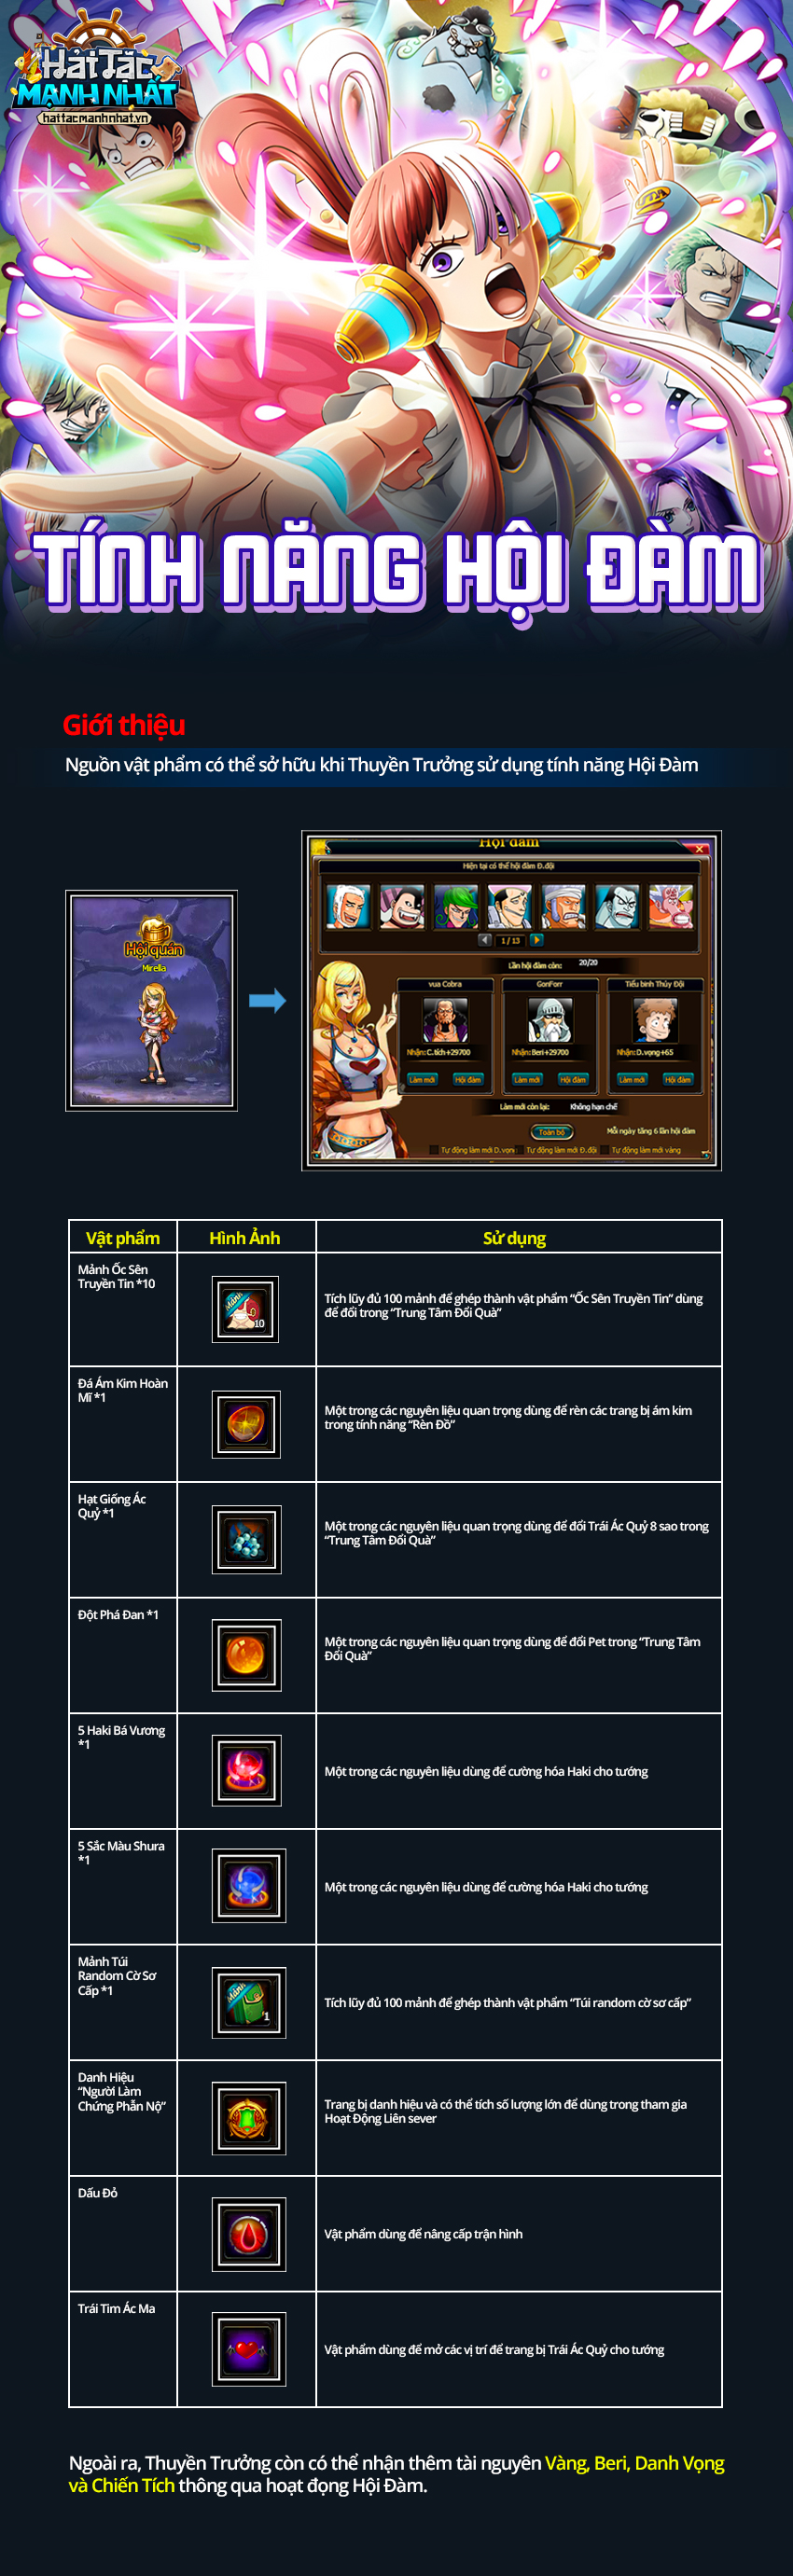 Hải Tặc
MẠNH NHẤT
haitacmanhnhat.vn
TÍNH NĂNG HỘI ĐÀM
Giới thiệu
Nguồn vật phẩm có thể sở hữu khi Thuyền Trưởng sử dụng tính năng Hội Đàm
Hội quán
Mirella
Hội đàm
Hiện tại có thể hội đàm Đ.đội
1/13
Lần hội đàm còn: 20/20
vua Cobra
GonForr
Tiểu binh Thủy Đội
Nhận: C.tích+29700
Nhận: Beri+29700
Nhận: D.vọng+65
Làm mới Hội đàm
Làm mới Hội đàm
Làm mới Hội đàm
Làm mới còn lại: Không hạn chế
Toàn bộ
Mỗi ngày tăng 6 lần hội đàm
Tự động làm mới D.vọng Tự động làm mới Đ.đội Tự động làm mới vàng
Vật phẩm Hình Ảnh Sử dụng
Mảnh Ốc Sên
Truyền Tin *10
Mảnh
10
Tích lũy đủ 100 mảnh để ghép thành vật phẩm “Ốc Sên Truyền Tin” dùng
để đổi trong “Trung Tâm Đổi Quà”
Đá Ám Kim Hoàn
Mĩ *1
Một trong các nguyên liệu quan trọng dùng để rèn các trang bị ám kim
trong tính năng “Rèn Đồ”
Hạt Giống Ác
Quỷ *1
Một trong các nguyên liệu quan trọng dùng để đổi Trái Ác Quỷ 8 sao trong
“Trung Tâm Đổi Quà”
Đột Phá Đan *1
Một trong các nguyên liệu quan trọng dùng để đổi Pet trong “Trung Tâm
Đổi Quà”
5 Haki Bá Vương
*1
Một trong các nguyên liệu dùng để cường hóa Haki cho tướng
5 Sắc Màu Shura
*1
Một trong các nguyên liệu dùng để cường hóa Haki cho tướng
Mảnh Túi
Random Cờ Sơ
Cấp *1
Mảnh
1
Tích lũy đủ 100 mảnh để ghép thành vật phẩm “Túi random cờ sơ cấp”
Danh Hiệu
“Người Làm
Chứng Phẫn Nộ”
Trang bị danh hiệu và có thể tích số lượng lớn để dùng trong tham gia
Hoạt Động Liên sever
Dấu Đỏ
Vật phẩm dùng để nâng cấp trận hình
Trái Tim Ác Ma
Vật phẩm dùng để mở các vị trí để trang bị Trái Ác Quỷ cho tướng
Ngoài ra, Thuyền Trưởng còn có thể nhận thêm tài nguyên Vàng, Beri, Danh Vọng
và Chiến Tích thông qua hoạt đọng Hội Đàm.